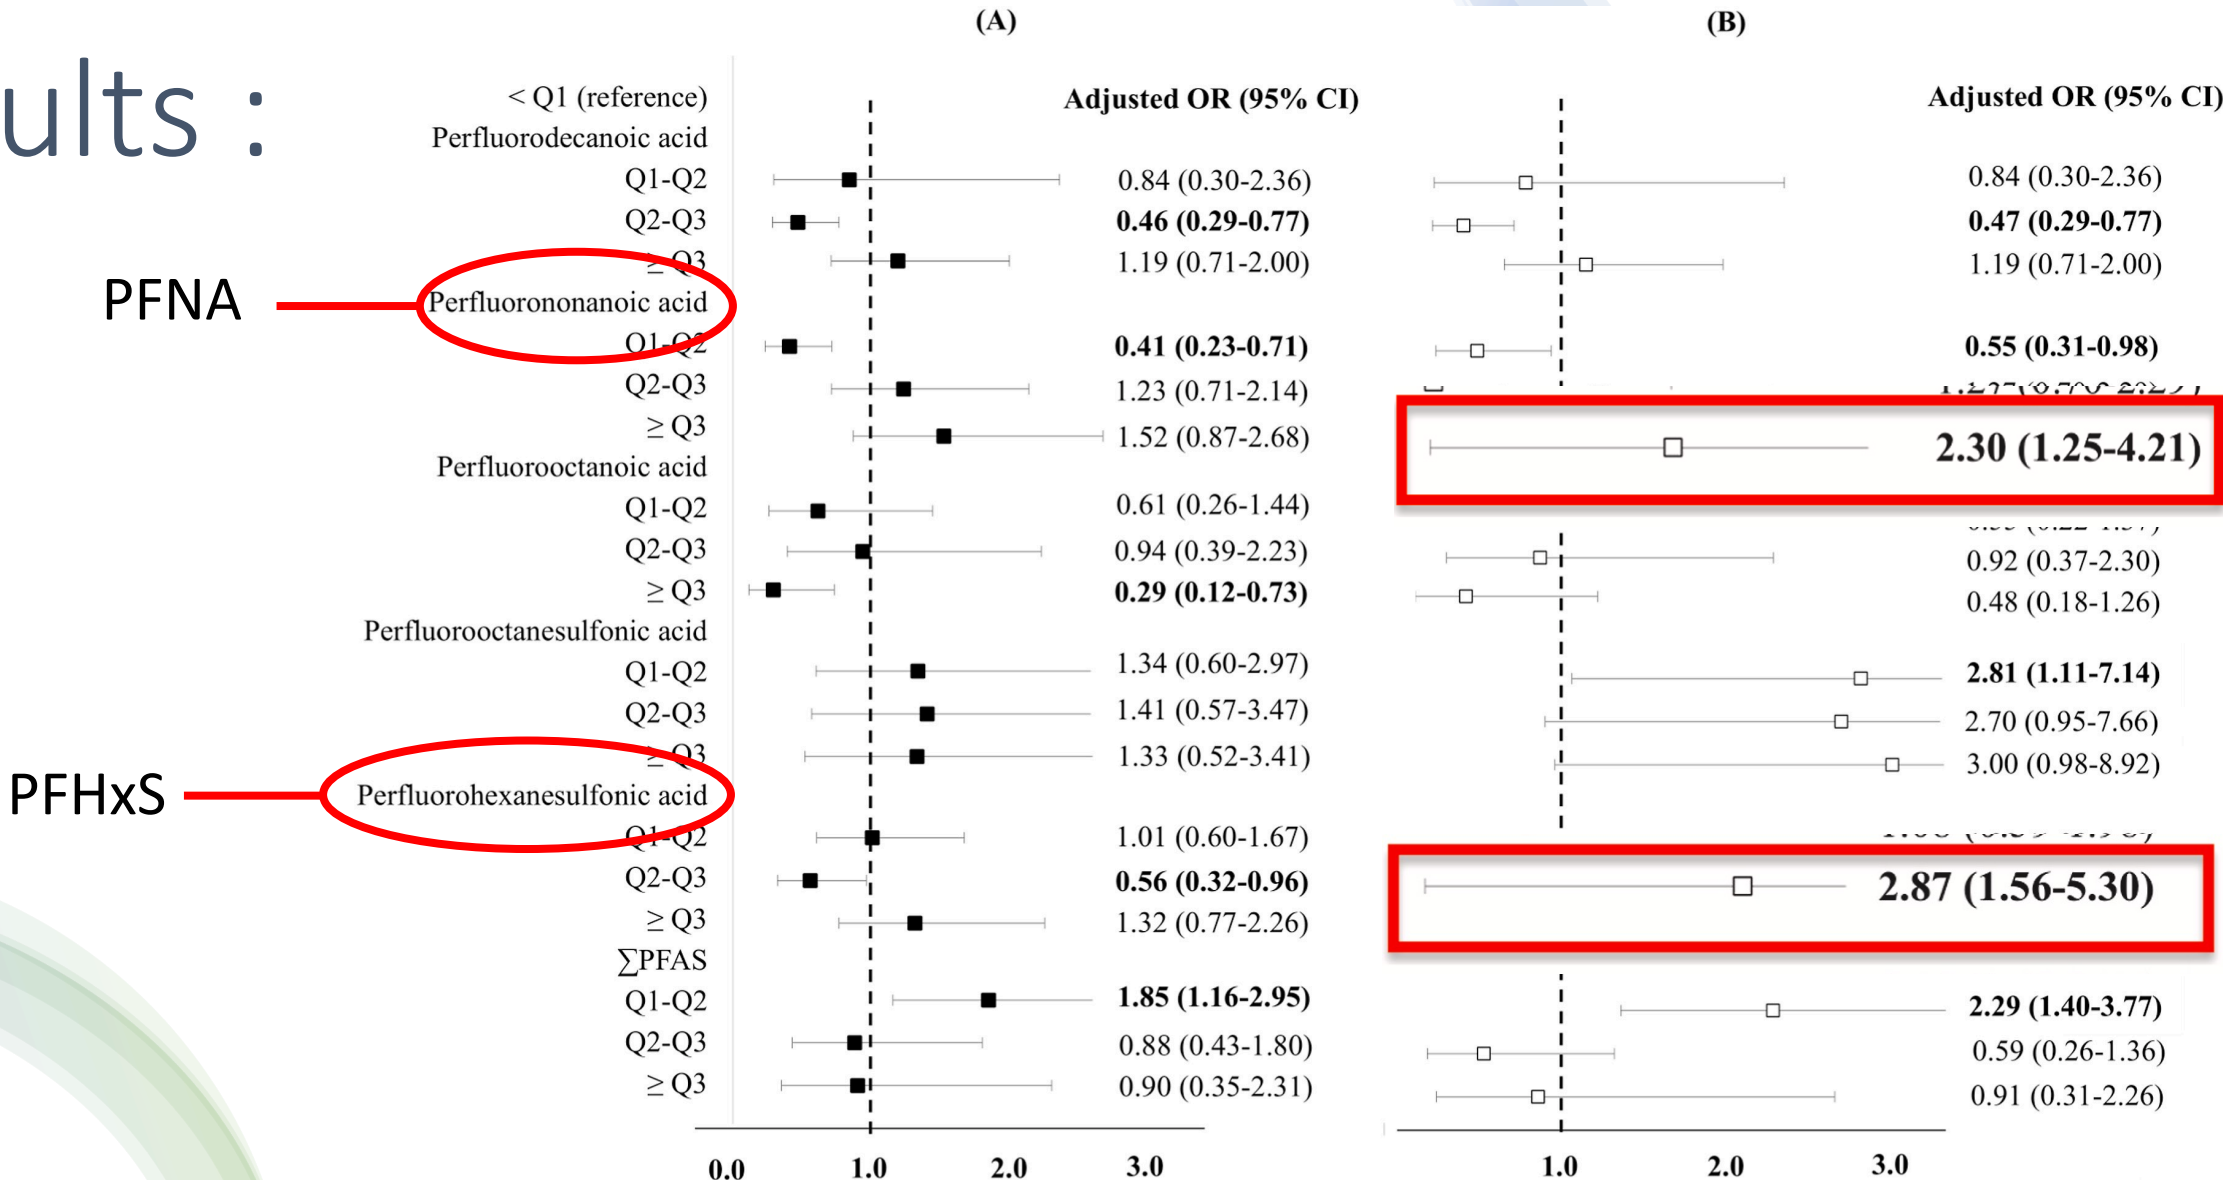 ults :
(A)
(B)
< Q1 (reference) Adjusted OR (95% CI) Adjusted OR (95% CI)
Perfluorodecanoic acid
Q1-Q2 0.84 (0.30-2.36) 0.84 (0.30-2.36)
Q2-Q3 0.46 (0.29-0.77) 0.47 (0.29-0.77)
≥ Q3 1.19 (0.71-2.00) 1.19 (0.71-2.00)
PFNA Perfluorononanoic acid
Q1-Q2 0.41 (0.23-0.71) 0.55 (0.31-0.98)
Q2-Q3 1.23 (0.71-2.14)
≥ Q3 1.52 (0.87-2.68) 2.30 (1.25-4.21)
Perfluorooctanoic acid
Q1-Q2 0.61 (0.26-1.44)
Q2-Q3 0.94 (0.39-2.23) 0.92 (0.37-2.30)
≥ Q3 0.29 (0.12-0.73) 0.48 (0.18-1.26)
Perfluorooctanesulfonic acid
Q1-Q2 1.34 (0.60-2.97) 2.81 (1.11-7.14)
Q2-Q3 1.41 (0.57-3.47) 2.70 (0.95-7.66)
≥ Q3 1.33 (0.52-3.41) 3.00 (0.98-8.92)
PFHxS Perfluorohexanesulfonic acid
Q1-Q2 1.01 (0.60-1.67)
Q2-Q3 0.56 (0.32-0.96) 2.87 (1.56-5.30)
≥ Q3 1.32 (0.77-2.26)
∑PFAS
Q1-Q2 1.85 (1.16-2.95) 2.29 (1.40-3.77)
Q2-Q3 0.88 (0.43-1.80) 0.59 (0.26-1.36)
≥ Q3 0.90 (0.35-2.31) 0.91 (0.31-2.26)
0.0 1.0 2.0 3.0 1.0 2.0 3.0